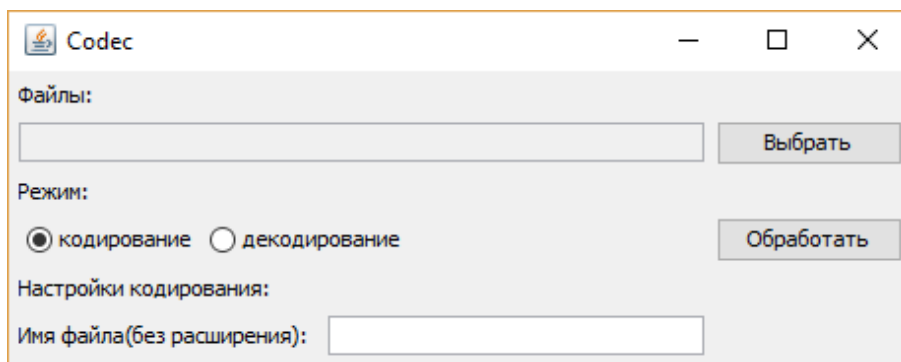 Codec
Файлы:
Выбрать
Режим:
кодирование декодирование Обработать
Настройки кодирования:
Имя файла(без расширения):